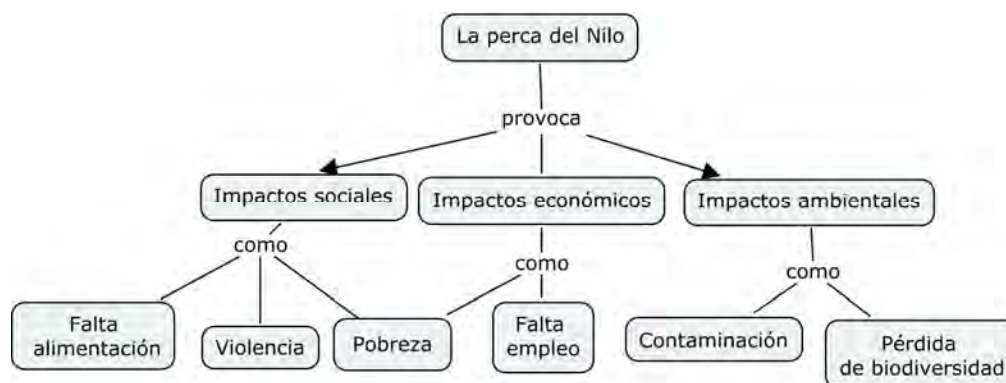 La perca del Nilo
provoca
Impactos sociales
Impactos económicos
Impactos ambientales
como
como
como
Falta
alimentación
Violencia
Pobreza
Falta
empleo
Contaminación
Pérdida
de biodiversidad